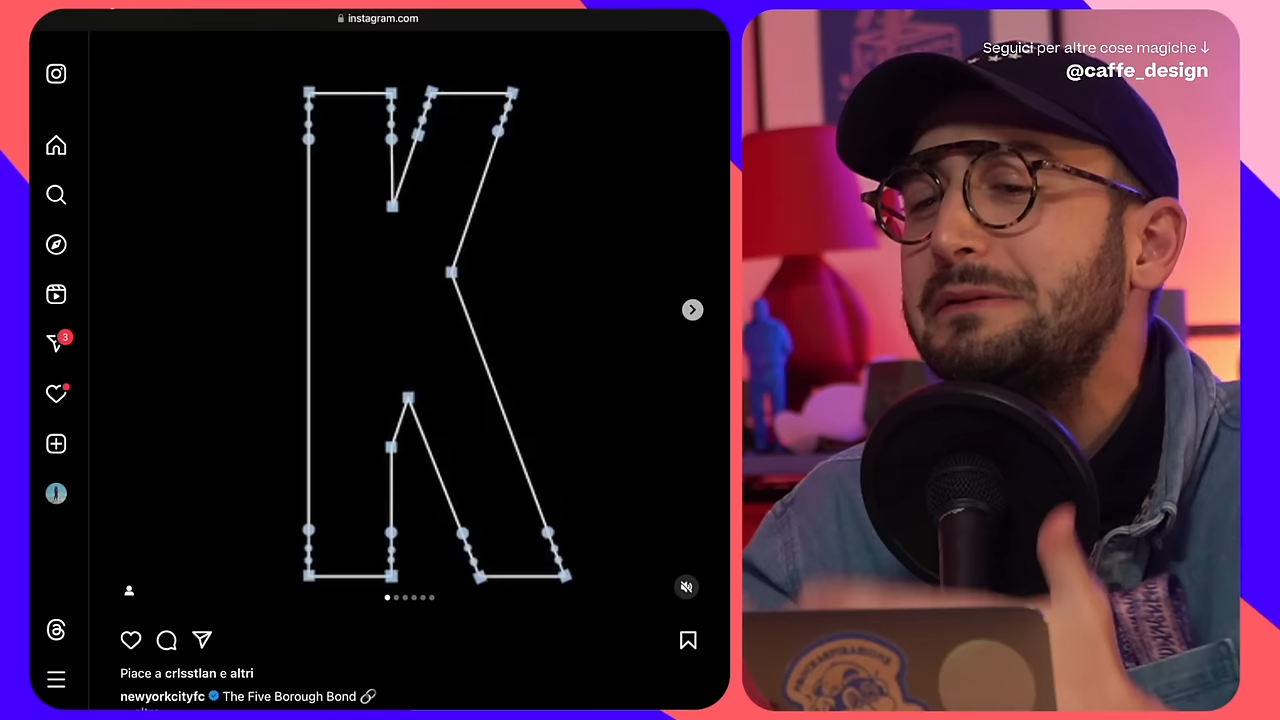 instagram.com
Seguici per altre cose magiche ↓
@caffe_design
K
3
Piace a crlsstlan e altri
newyorkcityfc The Five Borough Bond 🔗